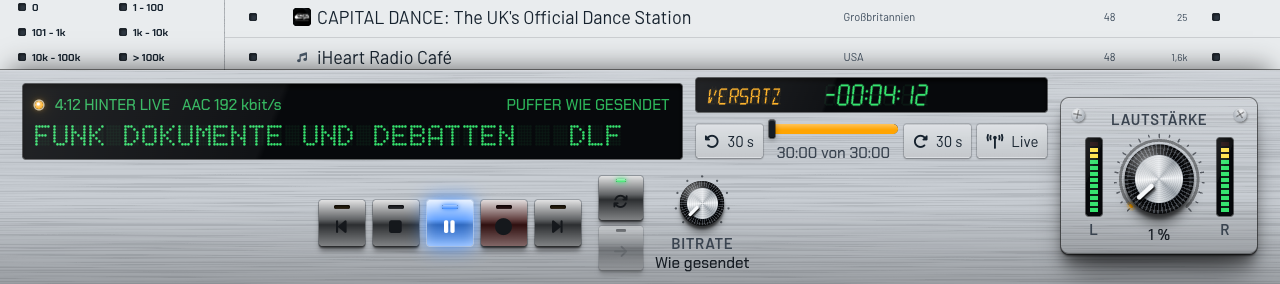 0
1 - 100
101 - 1k
1k - 10k
10k - 100k
> 100k
CAPITAL DANCE: The UK's Official Dance Station
Großbritannien
48
25
iHeart Radio Café
USA
48
1,6k
4:12 HINTER LIVE AAC 192 kbit/s
PUFFER WIE GESENDET
FUNK DOKUMENTE UND DEBATTEN DLF
VERSATZ -00:04:12
30 s
30:00 von 30:00
30 s
Live
BITRATE
Wie gesendet
LAUTSTÄRKE
L
R
1 %